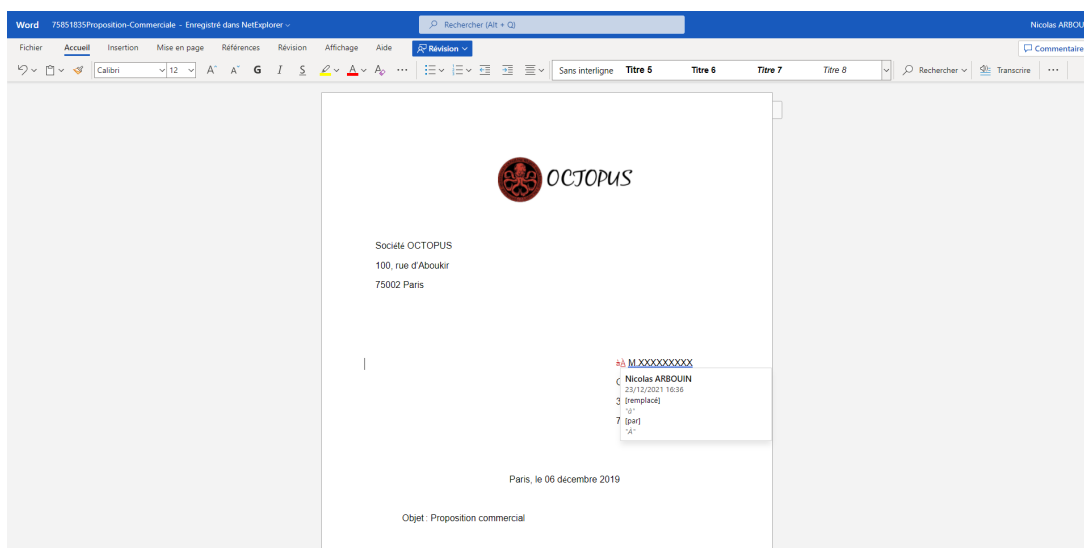 Word 75851835Proposition-Commerciale - Enregistré dans NetExplorer Rechercher (Alt + Q) Nicolas ARBOU
Fichier Accueil Insertion Mise en page Références Révision Affichage Aide Révision Commentaire
Calibri 12 A A G I S A A Sans interligne Titre 5 Titre 6 Titre 7 Titre 8 Rechercher Transcrire
OCTOPUS
Société OCTOPUS
100, rue d'Aboukir
75002 Paris
àÀ M.XXXXXXXXX
Nicolas ARBOUIN
23/12/2021 16:36
3 [remplacé]
"à"
7 [par]
"À"
Paris, le 06 décembre 2019
Objet : Proposition commercial